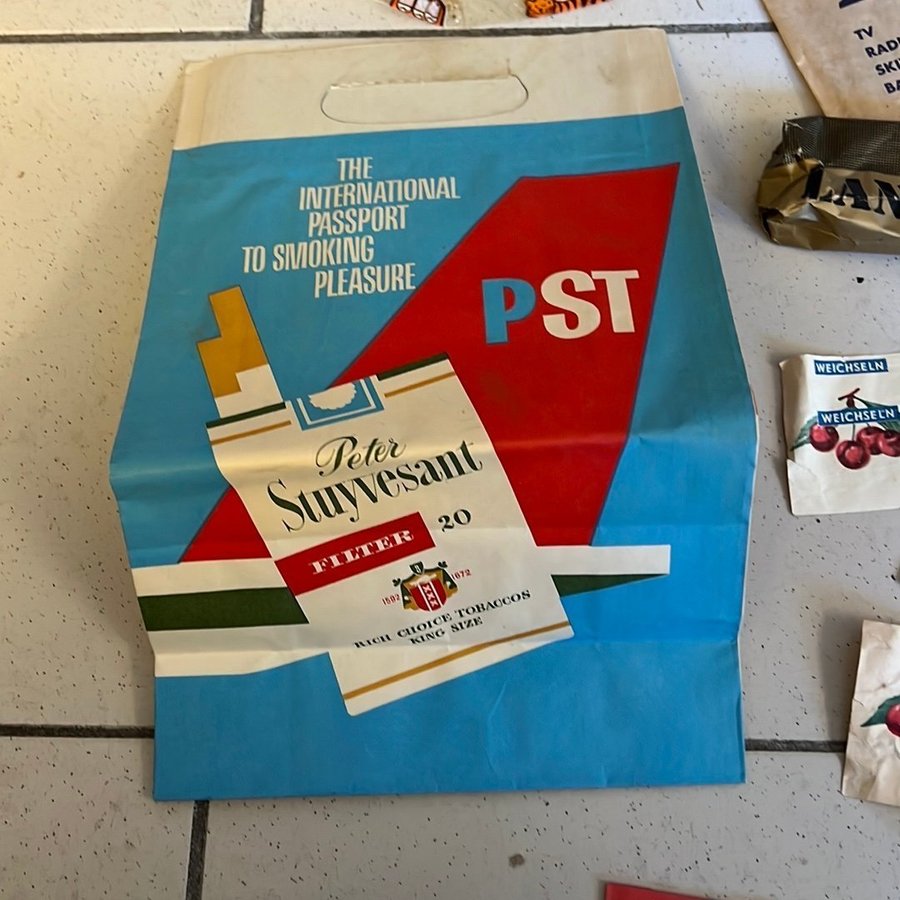 THE
INTERNATIONAL
PASSPORT
TO SMOKING
PLEASURE
PST
Peter
Stuyvesant
20
FILTER
1592 1672
RICH CHOICE TOBACCOS
KING SIZE
TV
WEICHSELN
WEICHSELN